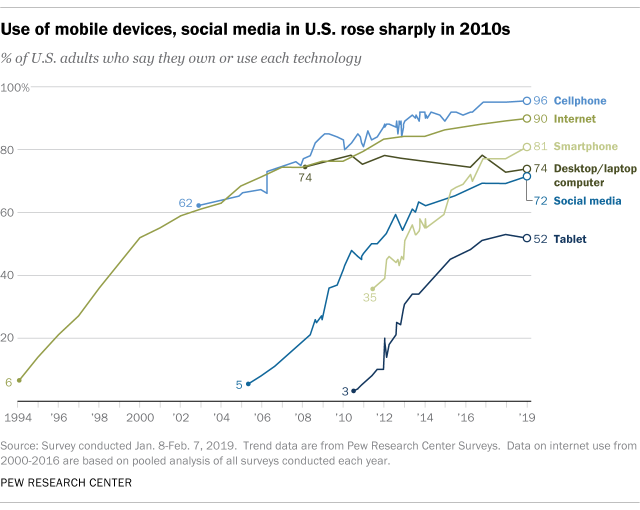 Use of mobile devices, social media in U.S. rose sharply in 2010s
% of U.S. adults who say they own or use each technology
100%
80
60
40
20
96 Cellphone
90 Internet
81 Smartphone
74 Desktop/laptop
computer
72 Social media
52 Tablet
62
74
35
6
5
3
1994 '96 '98 2000 '02 '04 '06 '08 '10 '12 '14 '16 '19
Source: Survey conducted Jan. 8-Feb. 7, 2019. Trend data are from Pew Research Center Surveys. Data on internet use from
2000-2016 are based on pooled analysis of all surveys conducted each year.
PEW RESEARCH CENTER